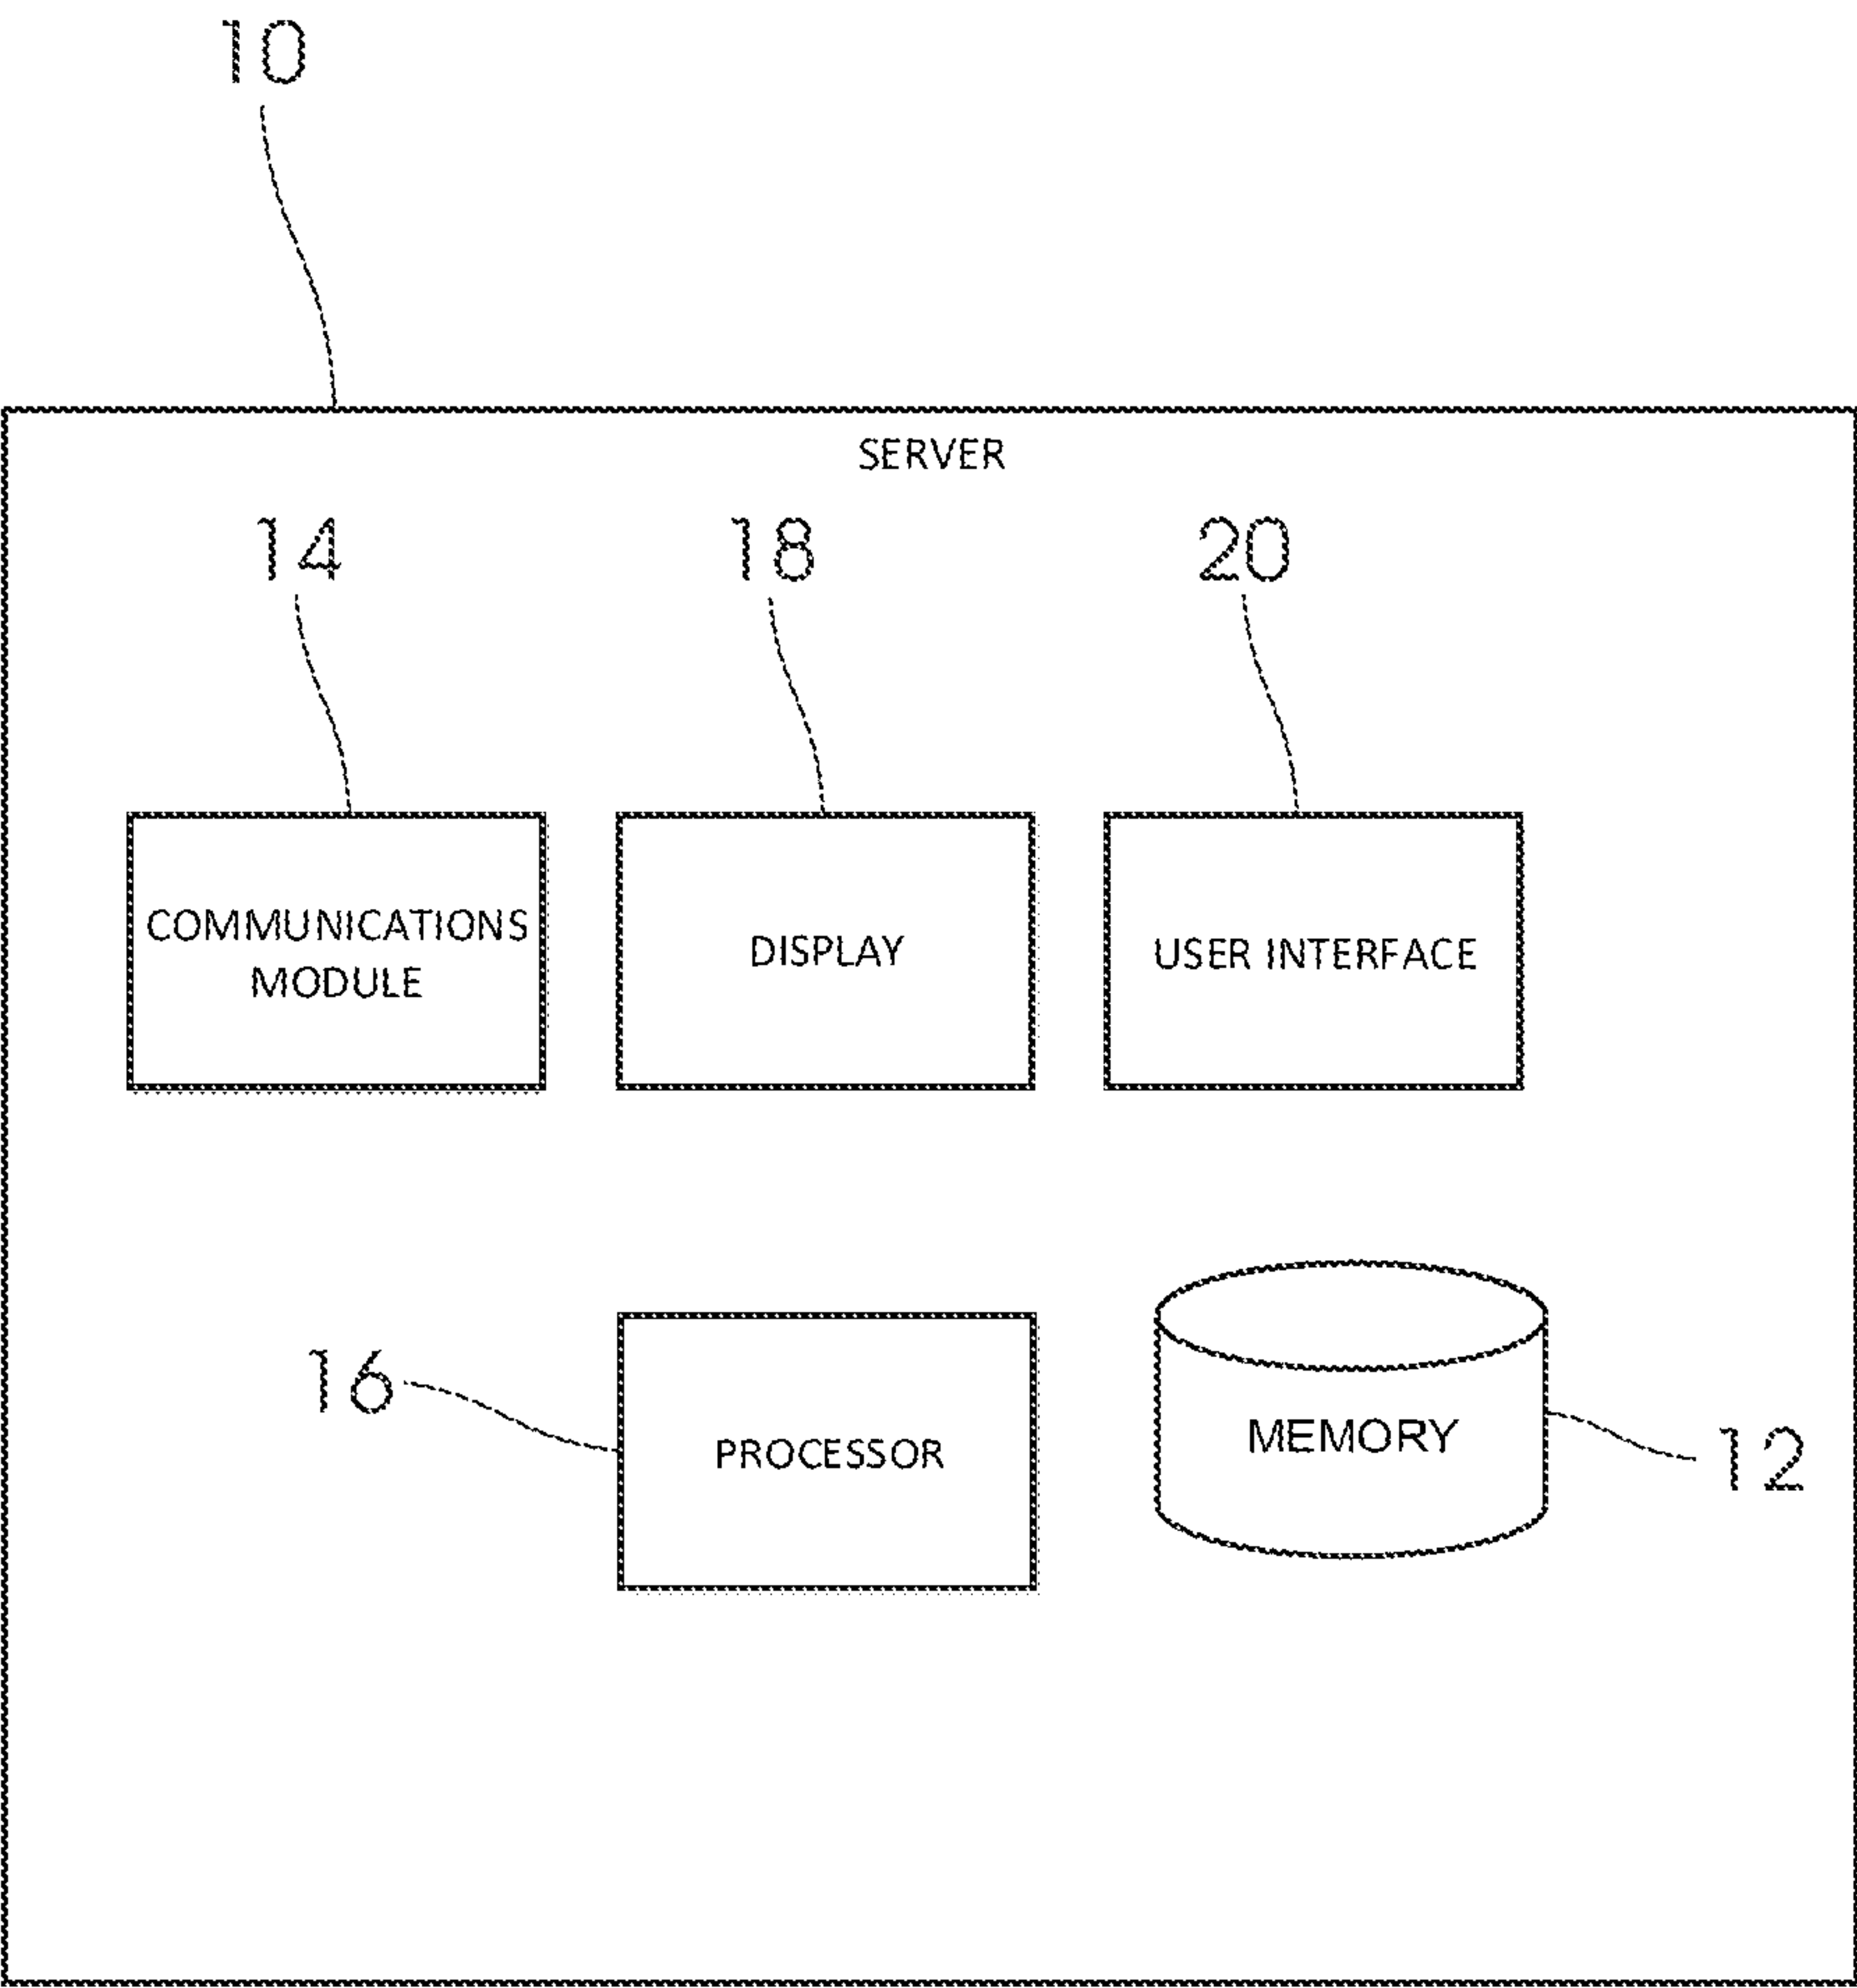 10
SERVER
14
18
20
COMMUNICATIONS
MODULE
DISPLAY
USER INTERFACE
16
PROCESSOR
MEMORY
12